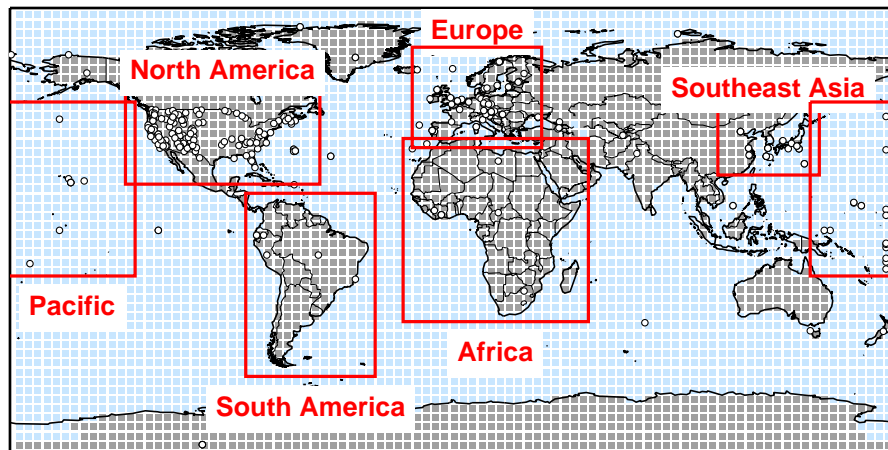 Europe
North America
Southeast Asia
Pacific
Africa
South America